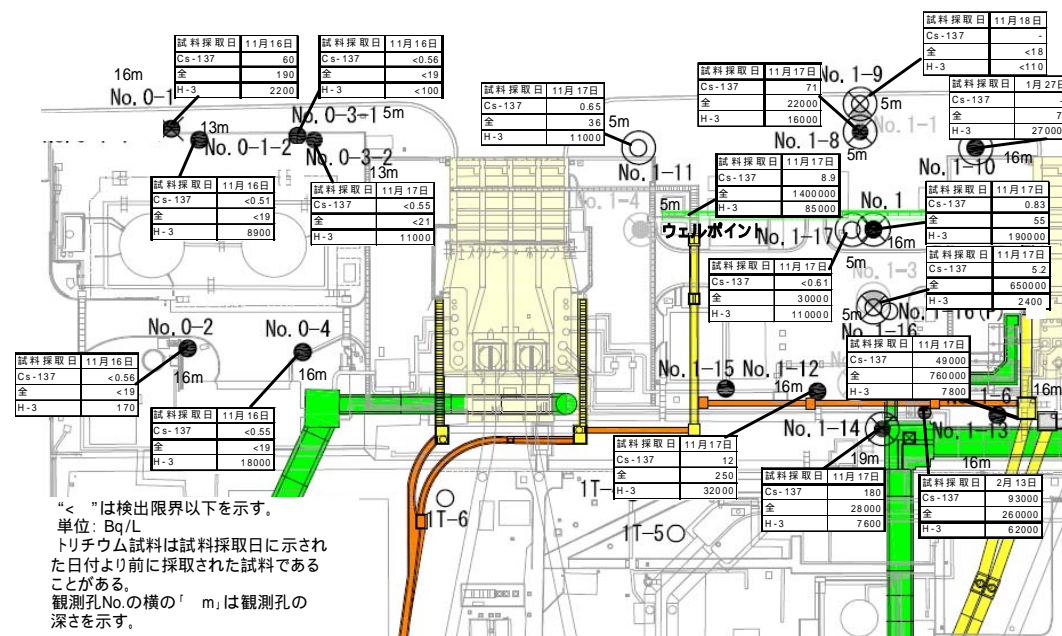 試料採取日 11月16日
Cs-137 60
全 190
H-3 2200
16m
No. 0-1
試料採取日 11月16日
Cs-137 <0.56
全 <19
H-3 <100
No. 0-3-1 5m
13m
No. 0-1-2
No. 0-3-2
13m
試料採取日 11月16日
Cs-137 <0.51
全 <19
H-3 8900
試料採取日 11月17日
Cs-137 <0.55
全 <21
H-3 11000
試料採取日 11月17日
Cs-137 0.65
全 36
H-3 11000
5m
No. 1-11
試料採取日 11月17日
Cs-137 71
全 22000
H-3 16000
No. 1-9
5m
No. 1-8
5m
No. 1-1
試料採取日 11月18日
Cs-137 -
全 <18
H-3 <110
試料採取日 1月27日
Cs-137
全
H-3 27000
No. 1-10
16m
試料採取日 11月17日
Cs-137 8.9
全 1400000
H-3 85000
5m
ウェルポイント
No. 1-4
No. 1
16m
No. 1-17
5m
試料採取日 11月17日
Cs-137 0.83
全 55
H-3 190000
試料採取日 11月17日
Cs-137 <0.61
全 30000
H-3 110000
No. 1-3
試料採取日 11月17日
Cs-137 5.2
全 650000
H-3 2400
5m
No. 1-16
試料採取日 11月17日
Cs-137 49000
全 760000
H-3 7800
No. 0-2
16m
No. 0-4
16m
試料採取日 11月16日
Cs-137 <0.56
全 <19
H-3 170
試料採取日 11月16日
Cs-137 <0.55
全 <19
H-3 18000
No. 1-15
No. 1-12
16m
1-6
16m
No. 1-14
19m
No. 1-13
16m
試料採取日 11月17日
Cs-137 12
全 250
H-3 32000
試料採取日 11月17日
Cs-137 180
全 28000
H-3 7600
試料採取日 2月13日
Cs-137 93000
全 260000
H-3 62000
1T-6
1T-
1T-5
“< ”は検出限界以下を示す。
単位: Bq/L
トリチウム試料は試料採取日に示され
た日付より前に採取された試料である
ことがある。
観測孔No.の横の「 m」は観測孔の
深さを示す。